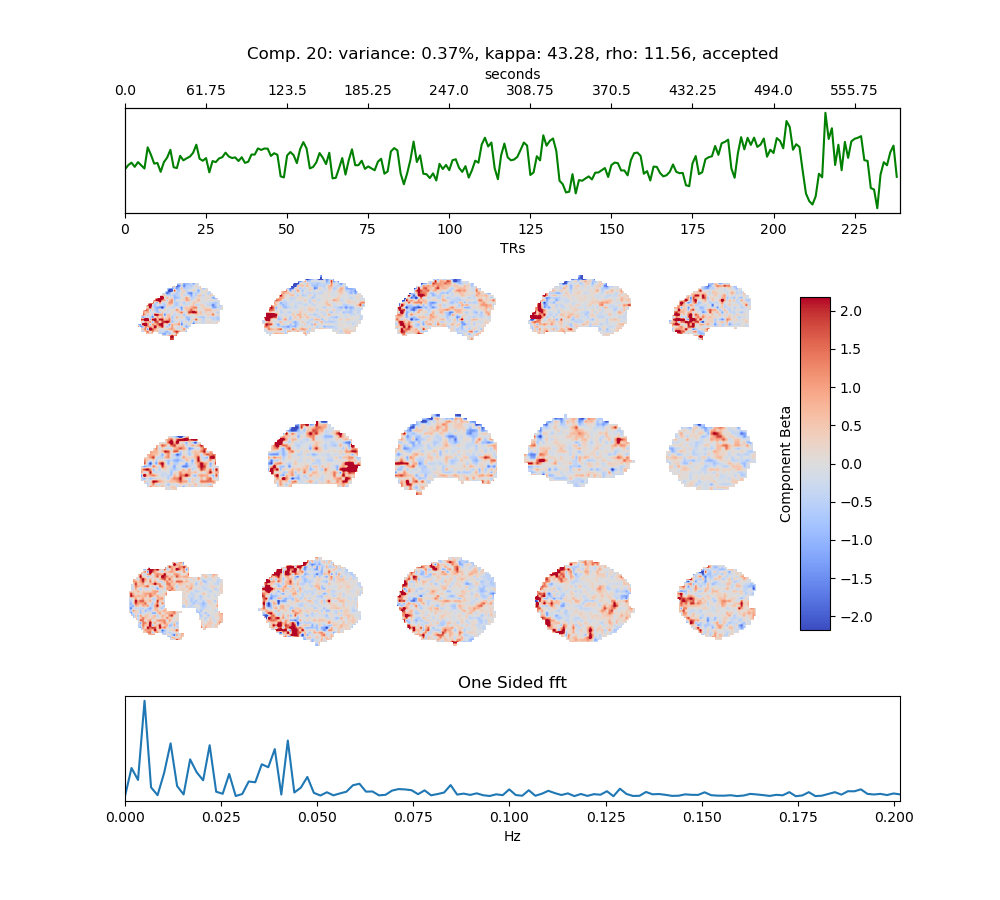 Comp. 20: variance: 0.37%, kappa: 43.28, rho: 11.56, accepted
seconds
0.0 61.75 123.5 185.25 247.0 308.75 370.5 432.25 494.0 555.75
0 25 50 75 100 125 150 175 200 225
TRs
2.0
1.5
1.0
0.5
0.0
−0.5
−1.0
−1.5
−2.0
Component Beta
One Sided fft
0.000 0.025 0.050 0.075 0.100 0.125 0.150 0.175 0.200
Hz